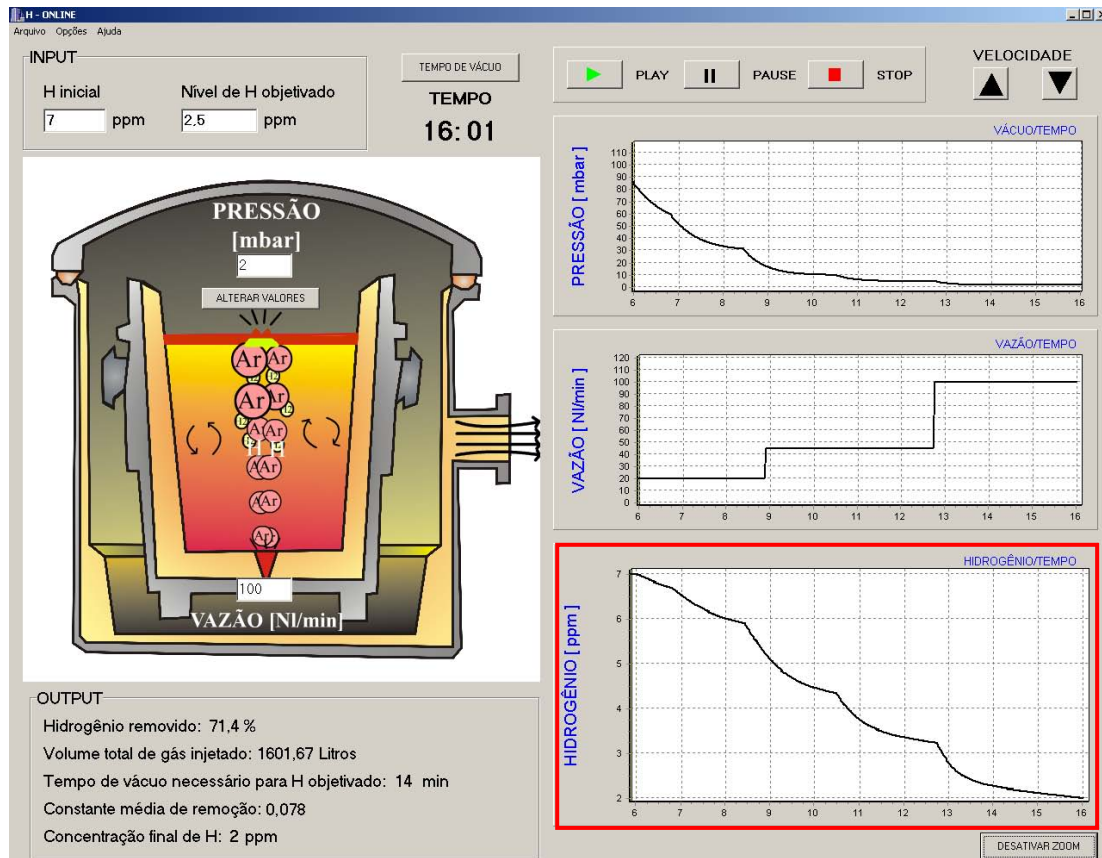 H - ONLINE
Arquivo Opções Ajuda
INPUT
H inicial Nível de H objetivado
7 ppm 2,5 ppm
TEMPO DE VÁCUO
TEMPO
16:01
PLAY PAUSE STOP
VELOCIDADE
PRESSÃO
[mbar]
2
ALTERAR VALORES
Ar Ar
Ar Ar
12
A Ar
H H
A Ar
A Ar
Ar
100
VAZÃO [Nl/min]
OUTPUT
Hidrogênio removido: 71,4 %
Volume total de gás injetado: 1601,67 Litros
Tempo de vácuo necessário para H objetivado: 14 min
Constante média de remoção: 0,078
Concentração final de H: 2 ppm
VÁCUO/TEMPO
PRESSÃO [ mbar ]
110
100
90
80
70
60
50
40
30
20
10
0
6 7 8 9 10 11 12 13 14 15 16
VAZÃO/TEMPO
VAZÃO [ Nl/min ]
120
110
100
90
80
70
60
50
40
30
20
10
0
6 7 8 9 10 11 12 13 14 15 16
HIDROGÊNIO/TEMPO
HIDROGÊNIO [ ppm ]
7
6
5
4
3
2
6 7 8 9 10 11 12 13 14 15 16
DESATIVAR ZOOM